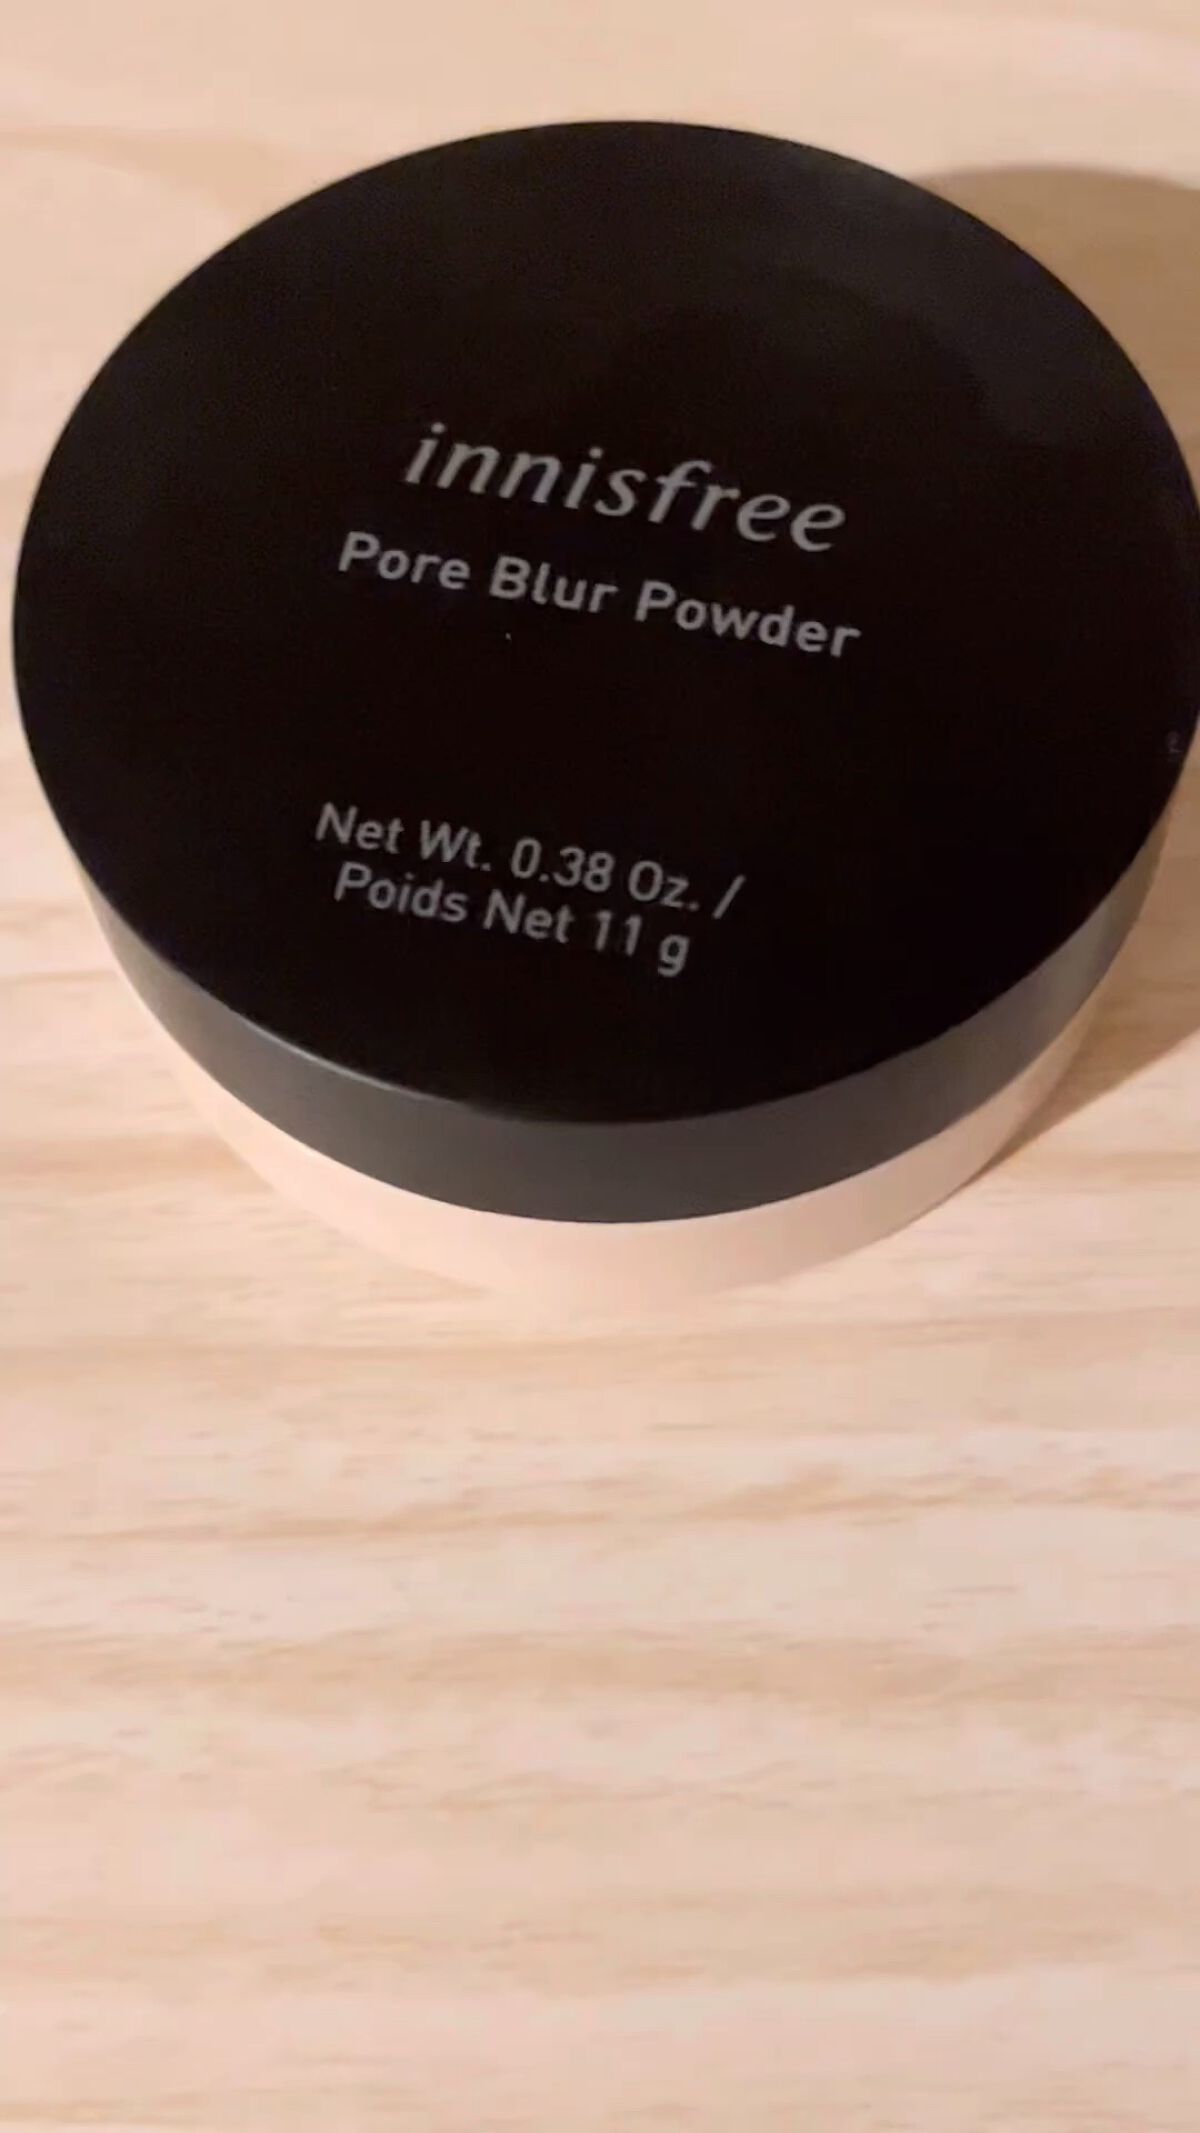 innisfree
Pore Blur Powder
Net Wt. 0.38 Oz. /
Poids Net 11 g